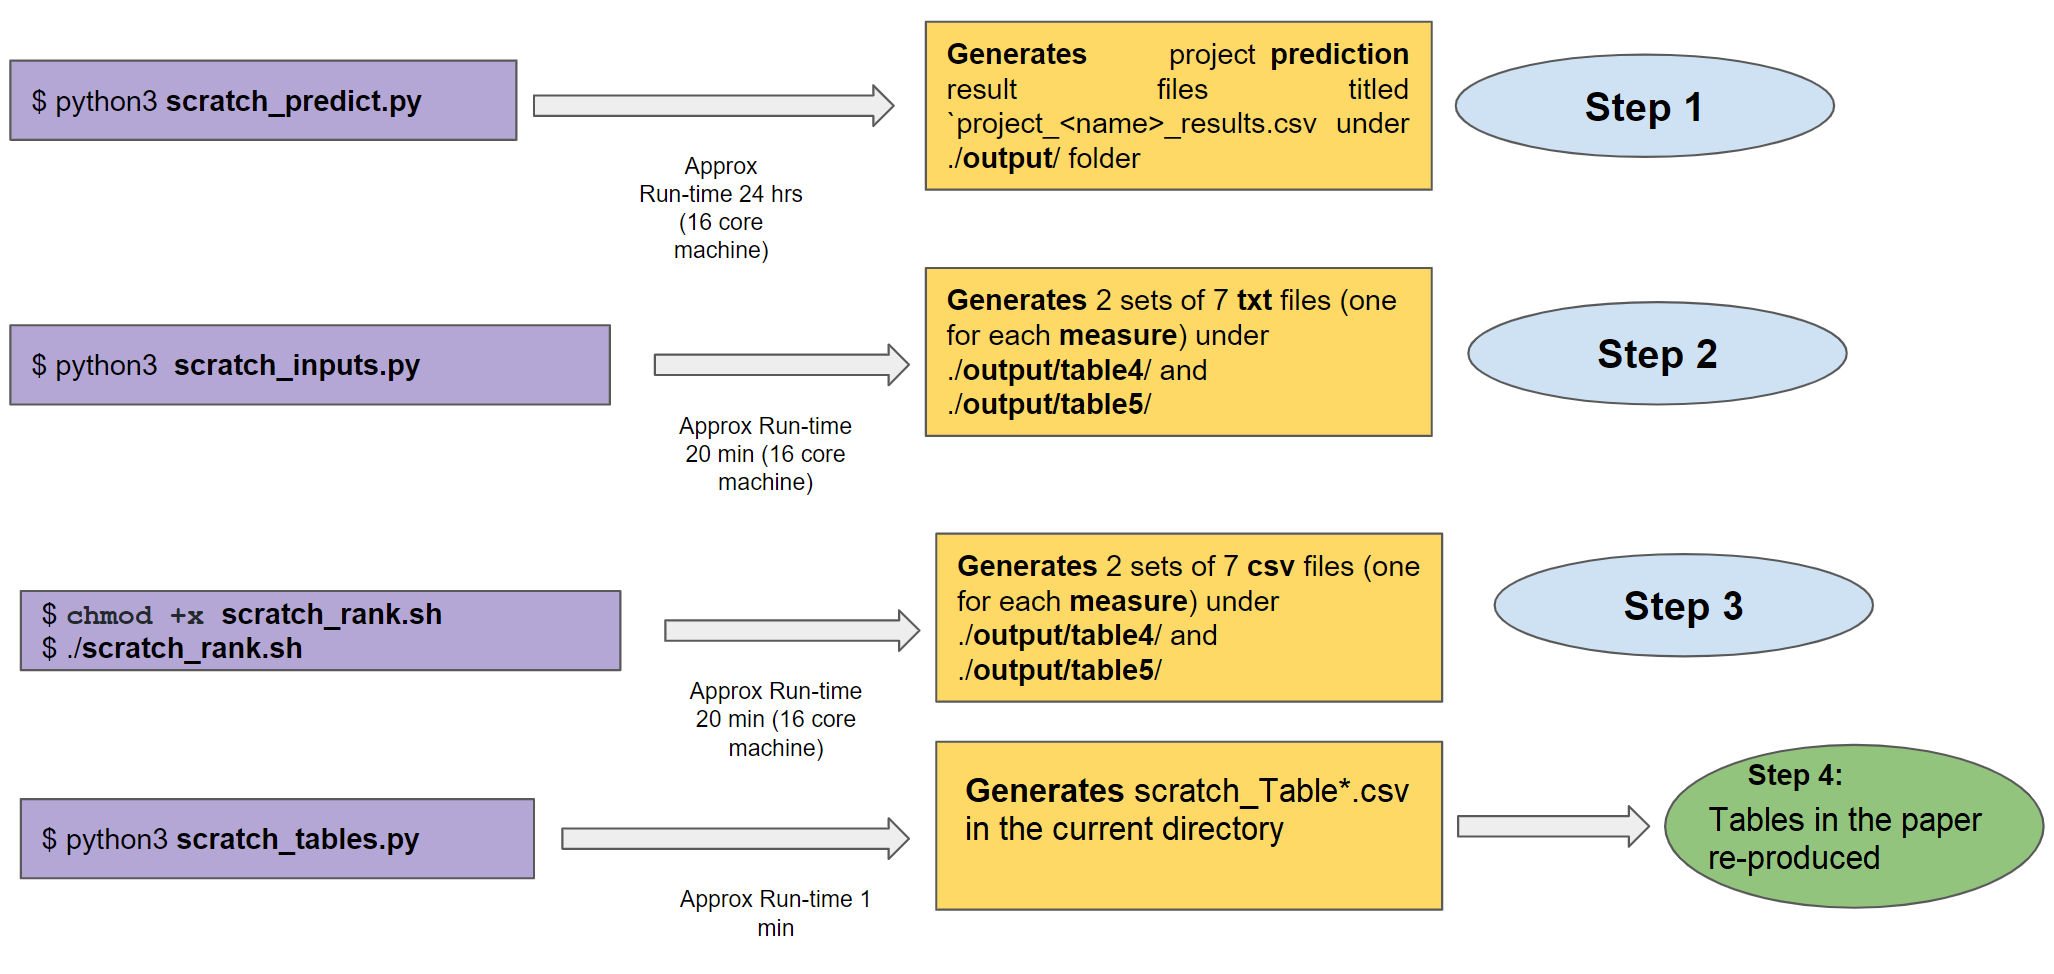 $ python3 scratch_predict.py
Approx
Run-time 24 hrs
(16 core
machine)
Generates project prediction
result files titled
`project_<name>_results.csv under
./output/ folder
Step 1
$ python3 scratch_inputs.py
Approx Run-time
20 min (16 core
machine)
Generates 2 sets of 7 txt files (one
for each measure) under
./output/table4/ and
./output/table5/
Step 2
$ chmod +x scratch_rank.sh
$ ./scratch_rank.sh
Approx Run-time
20 min (16 core
machine)
Generates 2 sets of 7 csv files (one
for each measure) under
./output/table4/ and
./output/table5/
Step 3
$ python3 scratch_tables.py
Approx Run-time 1
min
Generates scratch_Table*.csv
in the current directory
Step 4:
Tables in the paper
re-produced